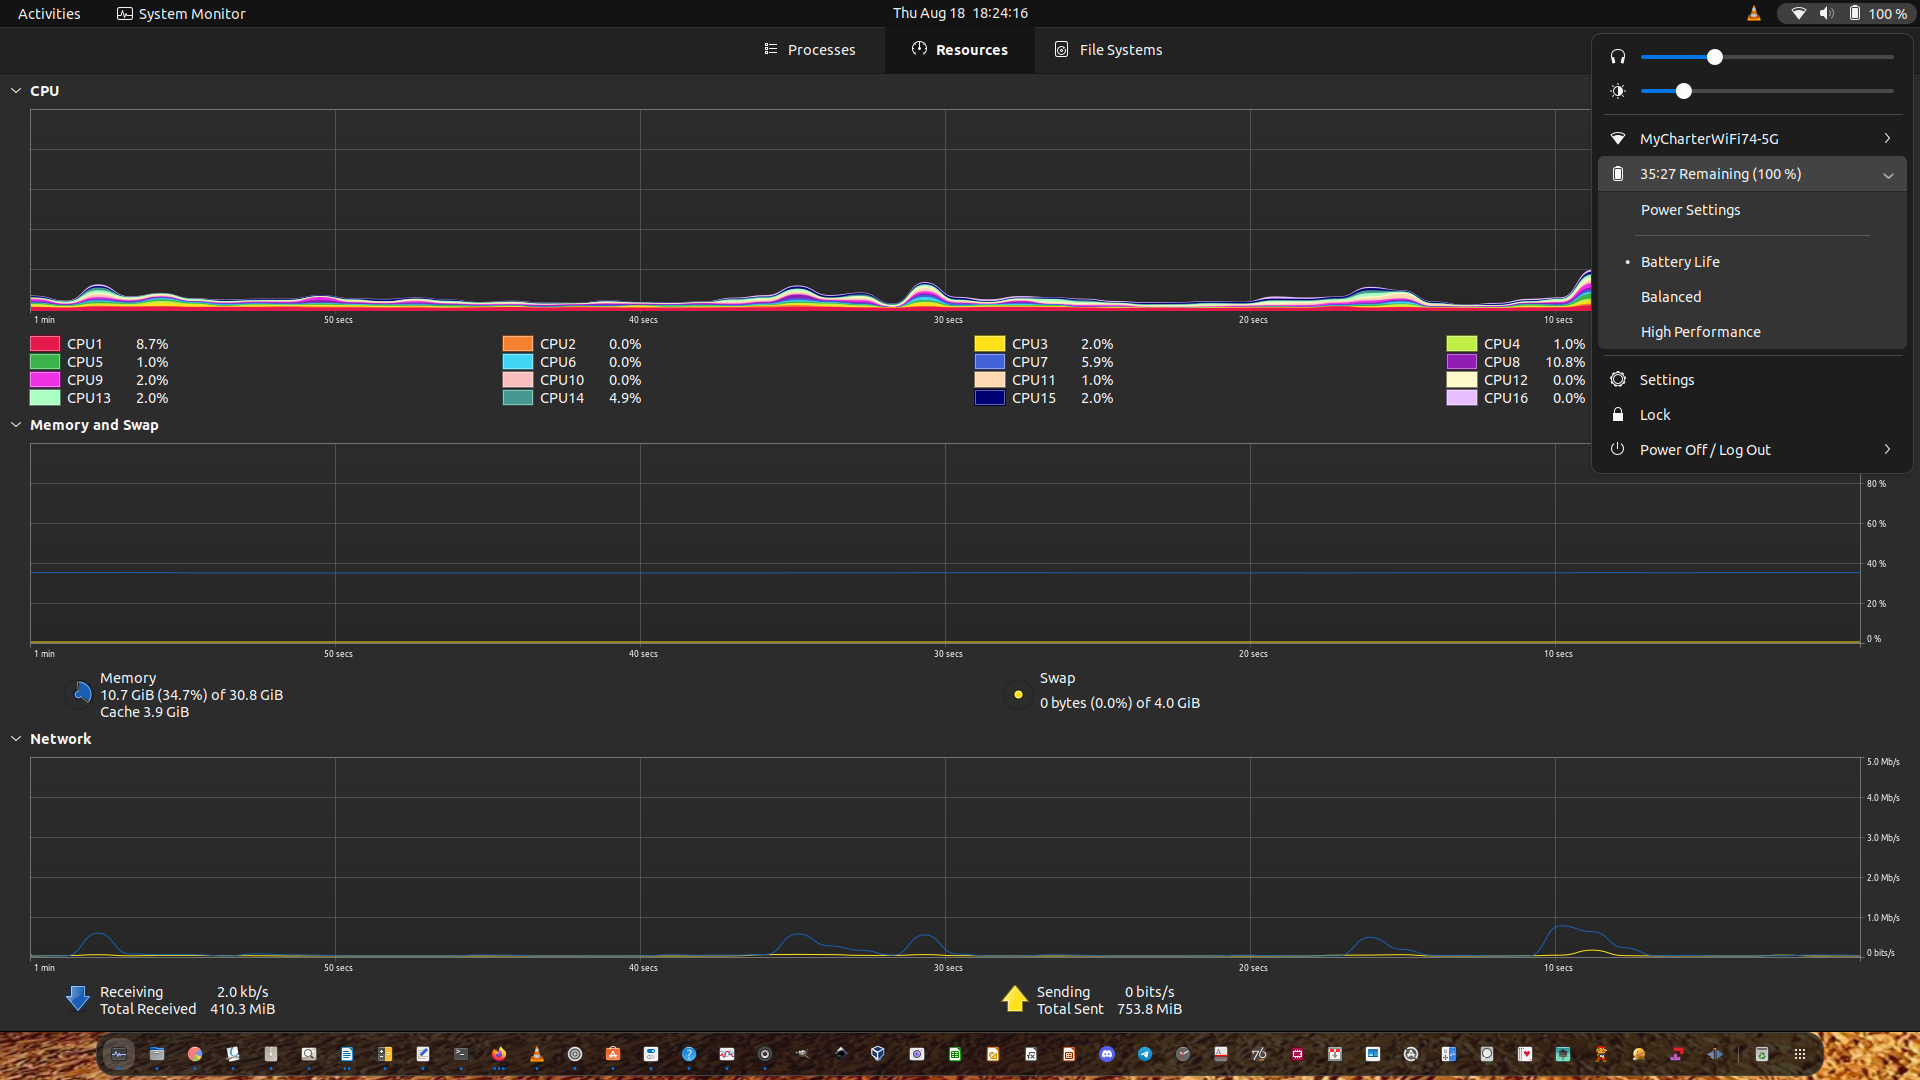 Activities
System Monitor
Thu Aug 18  18:24:16
100 %
Processes
Resources
File Systems
CPU
1 min
50 secs
40 secs
30 secs
20 secs
10 secs
CPU1 8.7%
CPU2 0.0%
CPU3 2.0%
CPU4 1.0%
CPU5 1.0%
CPU6 0.0%
CPU7 5.9%
CPU8 10.8%
CPU9 2.0%
CPU10 0.0%
CPU11 1.0%
CPU12 0.0%
CPU13 2.0%
CPU14 4.9%
CPU15 2.0%
CPU16 0.0%
MyCharterWiFi74-5G
35:27 Remaining (100 %)
Power Settings
Battery Life
Balanced
High Performance
Settings
Lock
Power Off / Log Out
Memory and Swap
80 %
60 %
40 %
20 %
0 %
1 min
50 secs
40 secs
30 secs
20 secs
10 secs
Memory
10.7 GiB (34.7%) of 30.8 GiB
Cache 3.9 GiB
Swap
0 bytes (0.0%) of 4.0 GiB
Network
5.0 Mb/s
4.0 Mb/s
3.0 Mb/s
2.0 Mb/s
1.0 Mb/s
0 bits/s
1 min
50 secs
40 secs
30 secs
20 secs
10 secs
Receiving 2.0 kb/s
Total Received 410.3 MiB
Sending 0 bits/s
Total Sent 753.8 MiB
76